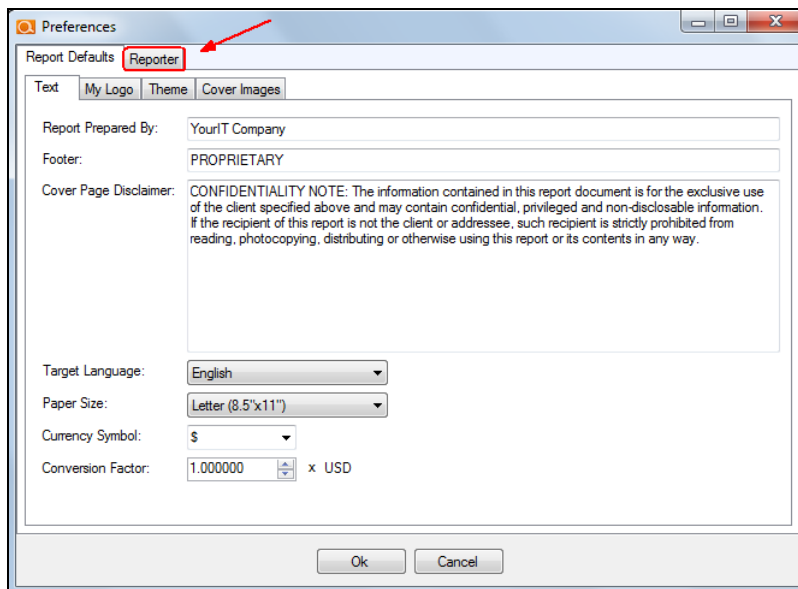 Preferences
Report Defaults Reporter
Text My Logo Theme Cover Images
Report Prepared By: YourIT Company
Footer: PROPRIETARY
Cover Page Disclaimer: CONFIDENTIALITY NOTE: The information contained in this report document is for the exclusive use
of the client specified above and may contain confidential, privileged and non-disclosable information.
If the recipient of this report is not the client or addressee, such recipient is strictly prohibited from
reading, photocopying, distributing or otherwise using this report or its contents in any way.
Target Language: English
Paper Size: Letter (8.5"x11")
Currency Symbol: $
Conversion Factor: 1.000000 x USD
Ok Cancel